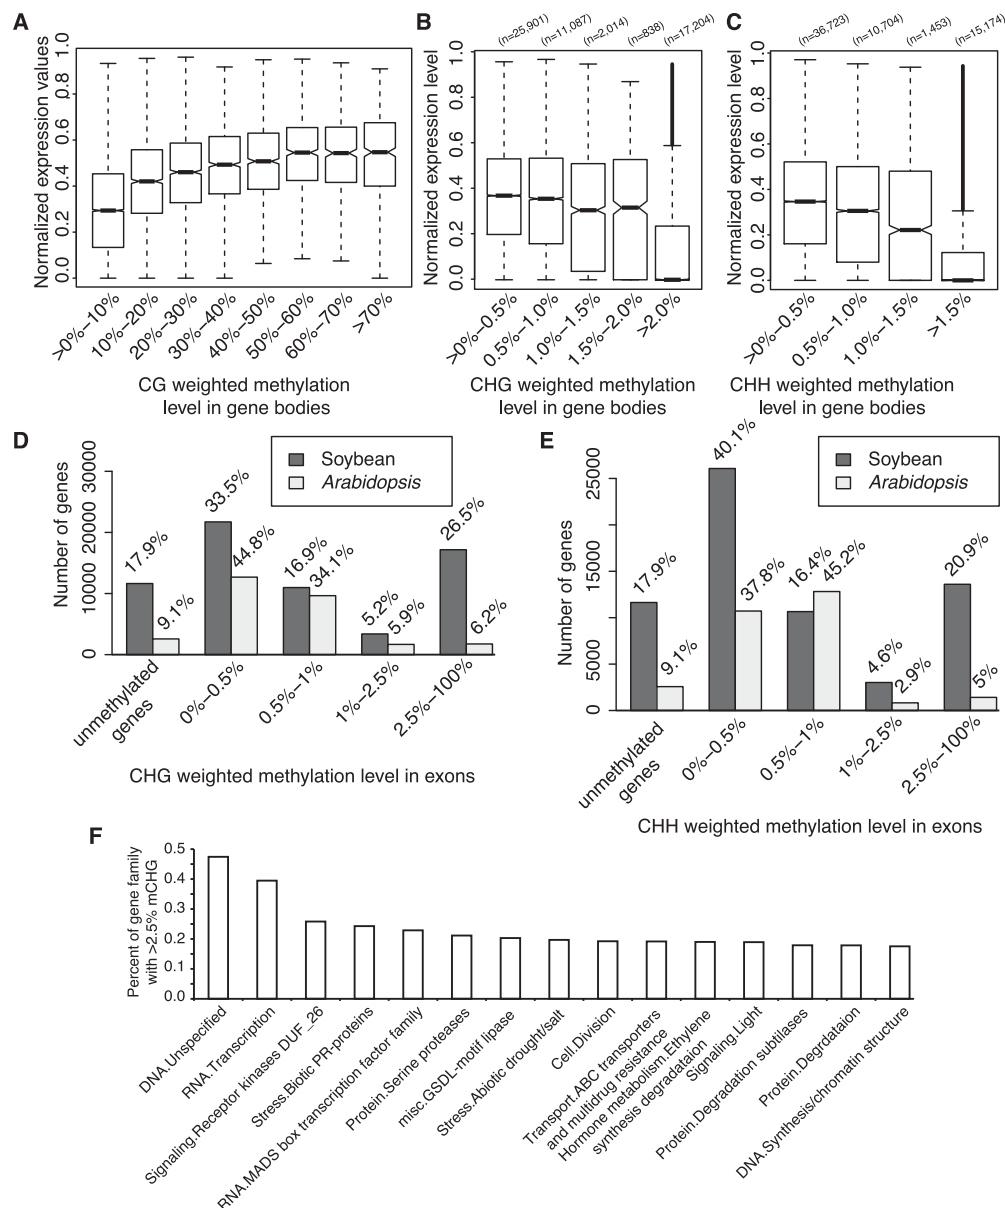 A
Normalized expression values
1.0
0.8
0.6
0.4
0.2
0.0
>0%−10%
10%−20%
20%−30%
30%−40%
40%−50%
50%−60%
60%−70%
>70%
CG weighted methylation
level in gene bodies
B
(n=25,901)
(n=11,087)
(n=2,014)
(n=838)
(n=17,204)
Normalized expression level
1.0
0.8
0.6
0.4
0.2
0.0
>0%−0.5%
0.5%−1.0%
1.0%−1.5%
1.5%−2.0%
>2.0%
CHG weighted methylation
level in gene bodies
C
(n=36,723)
(n=10,704)
(n=1,453)
(n=15,174)
Normalized expression level
1.0
0.8
0.6
0.4
0.2
0.0
>0%−0.5%
0.5%−1.0%
1.0%−1.5%
>1.5%
CHH weighted methylation
level in gene bodies
D
Soybean
Arabidopsis
Number of genes
30000
20000
10000
0
17.9%
9.1%
33.5%
44.8%
16.9%
34.1%
5.2%
5.9%
26.5%
6.2%
unmethylated
genes
0%−0.5%
0.5%−1%
1%−2.5%
2.5%−100%
CHG weighted methylation level in exons
E
Soybean
Arabidopsis
Number of genes
25000
15000
5000
0
17.9%
9.1%
40.1%
37.8%
16.4%
45.2%
4.6%
2.9%
20.9%
5%
unmethylated
genes
0%−0.5%
0.5%−1%
1%−2.5%
2.5%−100%
CHH weighted methylation level in exons
F
Percent of gene family
with >2.5% mCHG
0.5
0.4
0.3
0.2
0.1
0.0
DNA.Unspecified
RNA.Transcription
Signaling.Receptor kinases DUF_26
Stress.Biotic PR-proteins
RNA.MADS box transcription factor family
Protein.Serine proteases
misc.GSDL-motif lipase
Stress.Abiotic drought/salt
Cell.Division
Transport.ABC transporters
and multidrug resistance
Hormone metabolism.Ethylene
synthesis degradataion
Signaling.Light
Protein.Degradation subtilases
Protein.Degrdataion
DNA.Synthesis/chromatin structure